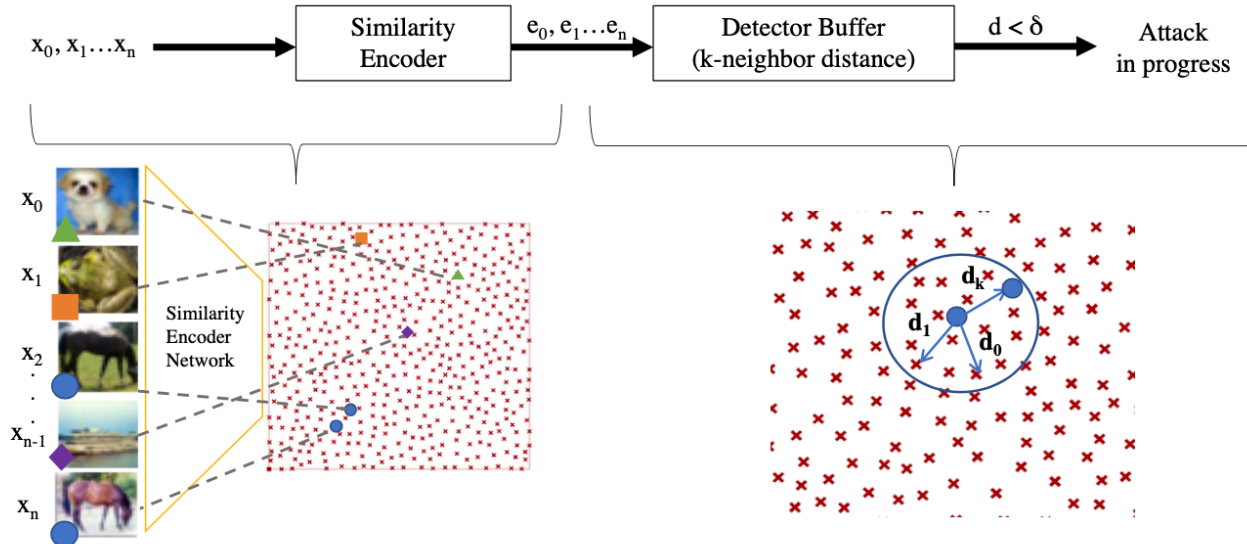 x0, x1…xn
Similarity
Encoder
e0, e1…en
Detector Buffer
(k-neighbor distance)
d < δ
Attack
in progress
x0
x1
x2
.
.
.
xn-1
xn
Similarity
Encoder
Network
dk
d1
d0